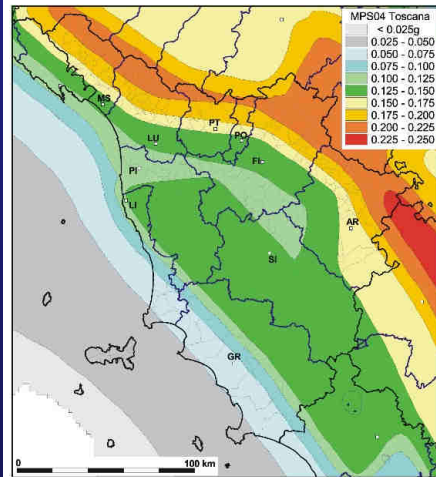 MPS04 Toscana
< 0.025g
0.025 - 0.050
0.050 - 0.075
0.075 - 0.100
0.100 - 0.125
0.125 - 0.150
0.150 - 0.175
0.175 - 0.200
0.200 - 0.225
0.225 - 0.250
MS
PT
LU
PO
PI
FI
LI
AR
SI
GR
0 100 km